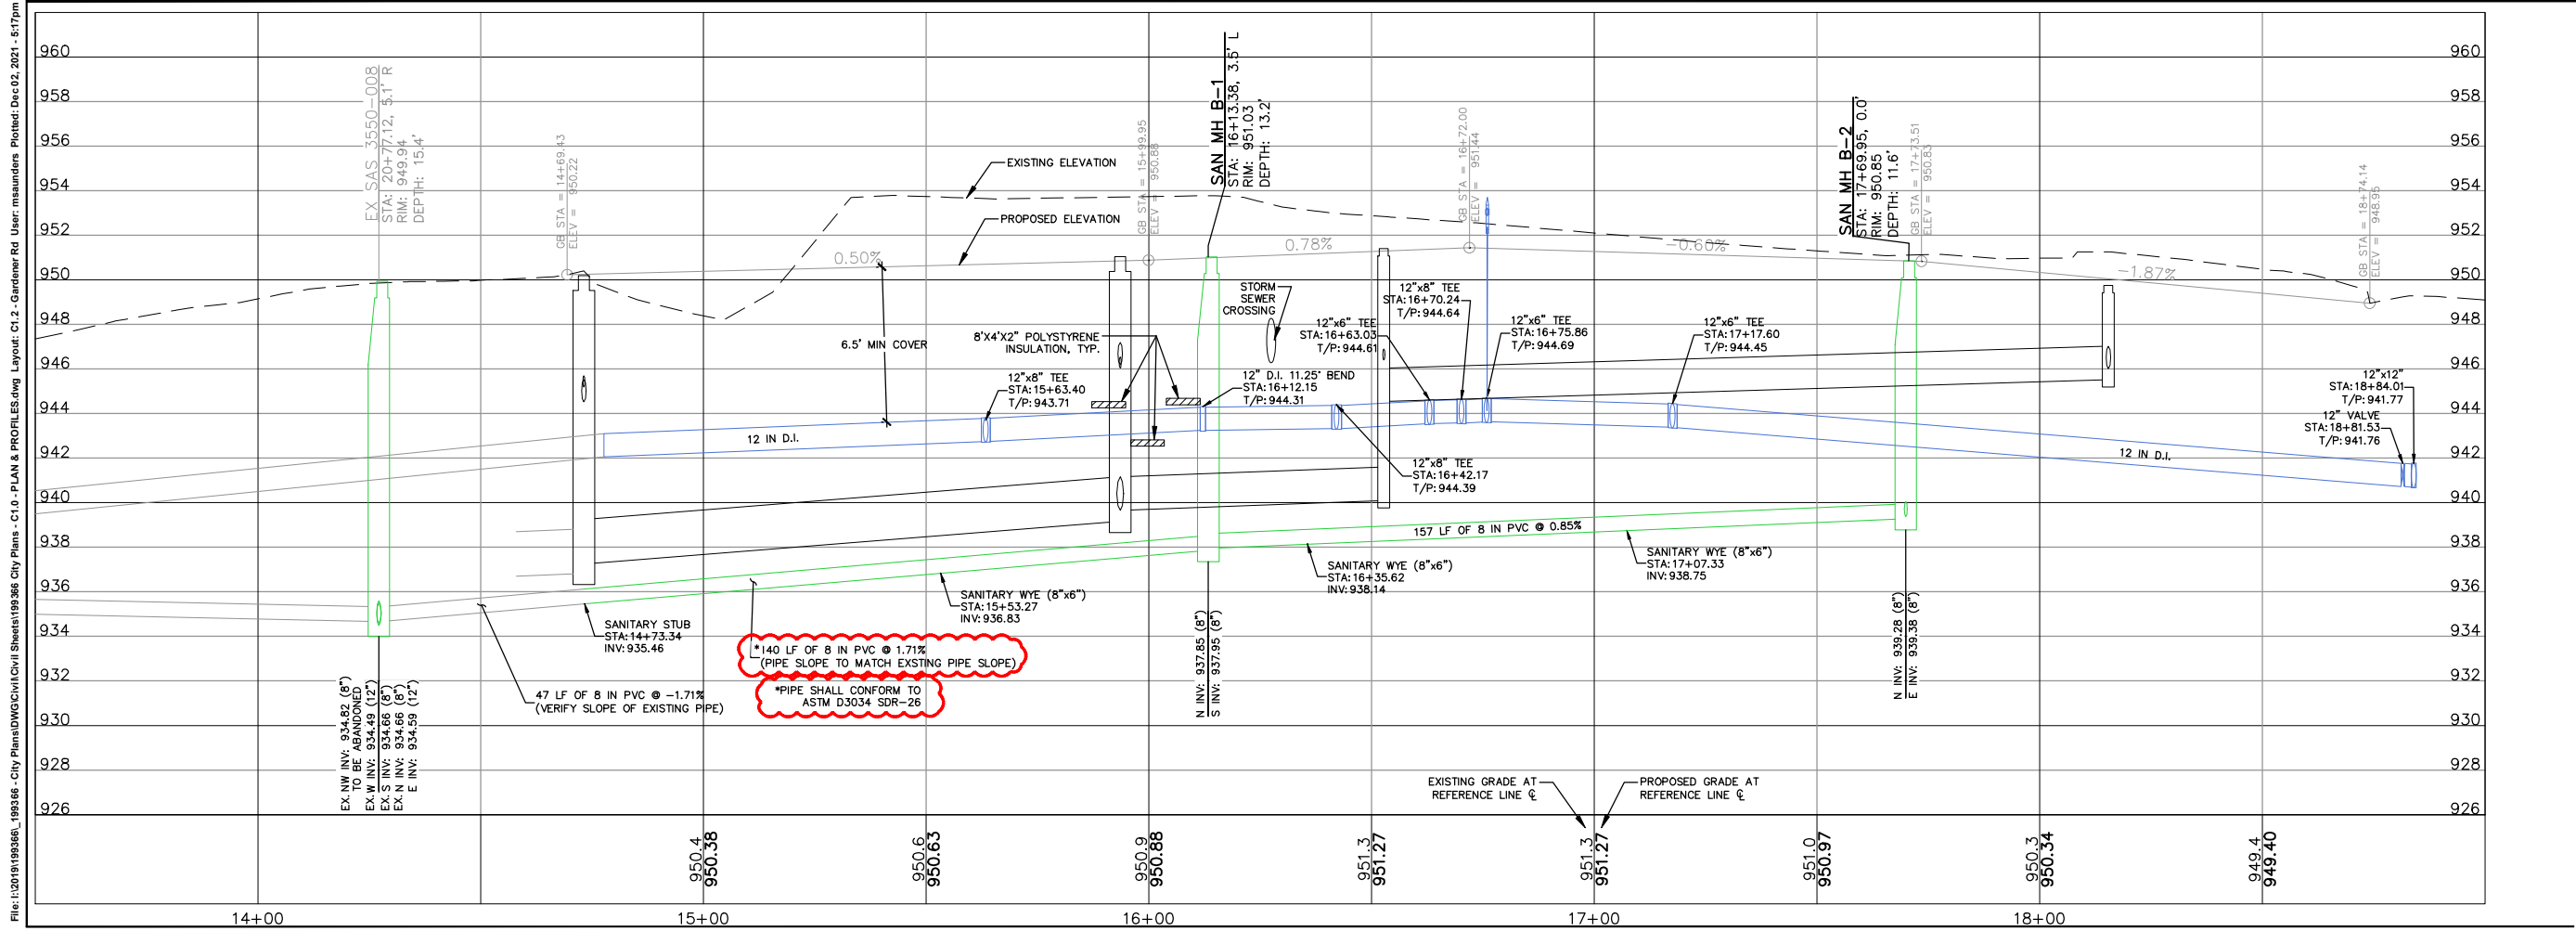 File: I:\2019\199366\_199366 - City Plans\DWG\Civil\Civil Sheets\199366 City Plans - C1.0 - PLAN & PROFILES.dwg Layout: C1.2 - Gardener Rd User: msaunders Plotted: Dec 02, 2021 - 5:17pm
960
958
956
954
952
950
948
946
944
942
940
938
936
934
932
930
928
926
EX SAS 3550-008
STA: 20+77.12, 5.1' R
RIM: 949.94
DEPTH: 15.4'
GB STA = 14+69.43
ELEV = 950.22
EXISTING ELEVATION
PROPOSED ELEVATION
0.50%
6.5' MIN COVER
GB STA = 15+99.95
ELEV = 950.88
SAN MH B-1
STA: 16+13.38, 3.5' L
RIM: 951.03
DEPTH: 13.2'
0.78%
GB STA = 16+72.00
ELEV = 951.44
-0.60%
SAN MH B-2
STA: 17+69.95, 0.0'
RIM: 950.85
DEPTH: 11.6'
GB STA = 17+73.51
ELEV = 950.83
-1.87%
GB STA = 18+74.14
ELEV = 948.95
960
958
956
954
952
950
948
946
944
942
940
938
936
934
932
930
928
926
STORM
SEWER
CROSSING
8'X4'X2" POLYSTYRENE
INSULATION, TYP.
12"x8" TEE
STA:15+63.40
T/P:943.71
12 IN D.I.
12" D.I. 11.25° BEND
STA:16+12.15
T/P:944.31
12"x6" TEE
STA:16+63.03
T/P:944.61
12"x8" TEE
STA:16+70.24
T/P:944.64
12"x6" TEE
STA:16+75.86
T/P:944.69
12"x6" TEE
STA:17+17.60
T/P:944.45
12"x8" TEE
STA:16+42.17
T/P:944.39
12 IN D.I.
12"x12"
STA:18+84.01
T/P:941.77
12" VALVE
STA:18+81.53
T/P:941.76
157 LF OF 8 IN PVC @ 0.85%
SANITARY WYE (8"x6")
STA:17+07.33
INV:938.75
SANITARY WYE (8"x6")
STA:16+35.62
INV:938.14
SANITARY WYE (8"x6")
STA:15+53.27
INV:936.83
SANITARY STUB
STA:14+73.34
INV:935.46
*140 LF OF 8 IN PVC @ 1.71%
(PIPE SLOPE TO MATCH EXSTING PIPE SLOPE)
*PIPE SHALL CONFORM TO
ASTM D3034 SDR-26
47 LF OF 8 IN PVC @ -1.71%
(VERIFY SLOPE OF EXISTING PIPE)
EX. NW INV: 934.82 (8")
TO BE ABANDONED
EX. W INV: 934.49 (12")
EX. S INV: 934.66 (8")
EX. N INV: 934.66 (8")
E INV: 934.59 (12")
N INV: 937.85 (8")
S INV: 937.95 (8")
N INV: 939.28 (8")
E INV: 939.38 (8")
EXISTING GRADE AT
REFERENCE LINE ℄
PROPOSED GRADE AT
REFERENCE LINE ℄
950.4
950.38
950.6
950.63
950.9
950.88
951.3
951.27
951.3
951.27
951.0
950.97
950.3
950.34
949.4
949.40
14+00
15+00
16+00
17+00
18+00